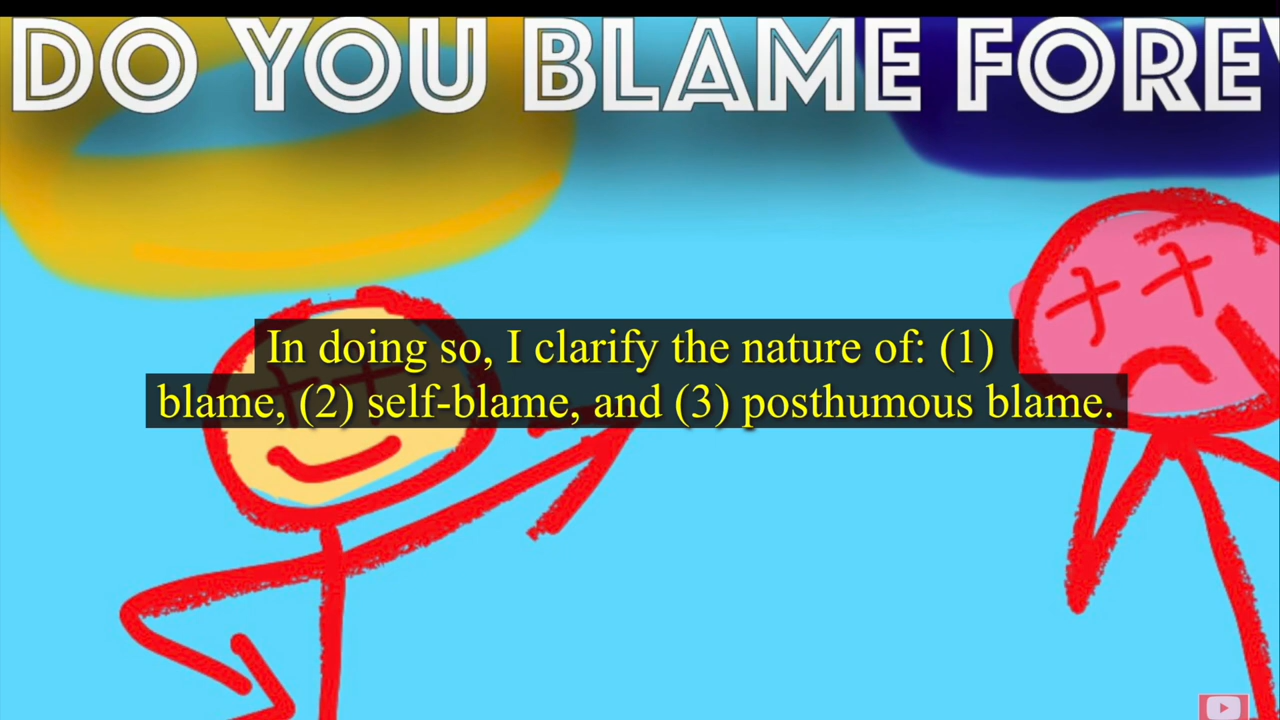 DO YOU BLAME FOREV
In doing so, I clarify the nature of: (1)
blame, (2) self-blame, and (3) posthumous blame.